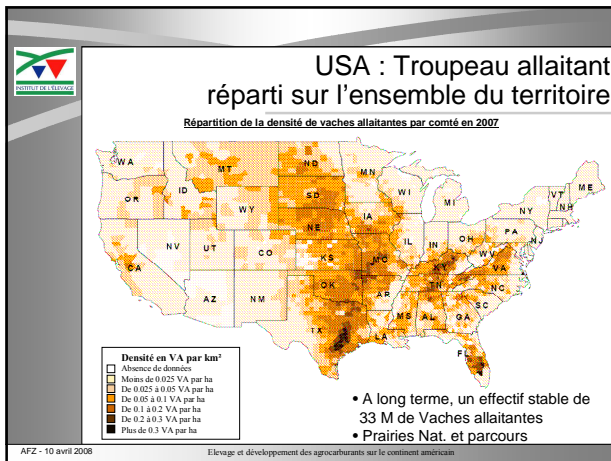 INSTITUT DE L'ÉLEVAGE
USA : Troupeau allaitant
réparti sur l'ensemble du territoire
Répartition de la densité de vaches allaitantes par comté en 2007
WA
MT
ND
MN
ME
OR
ID
SD
WI
VT
NH
WY
MI
NY
NE
IA
PA
NJ
NV
UT
CO
IL
IN
OH
WV
CA
KS
MO
KY
VA
AZ
NM
OK
AR
TN
NC
SC
TX
MS
AL
GA
LA
FL
Densité en VA par km²
Absence de données
Moins de 0.025 VA par ha
De 0.025 à 0.05 VA par ha
De 0.05 à 0.1 VA par ha
De 0.1 à 0.2 VA par ha
De 0.2 à 0.3 VA par ha
Plus de 0.3 VA par ha
• A long terme, un effectif stable de
33 M de Vaches allaitantes
• Prairies Nat. et parcours
AFZ - 10 avril 2008
Elevage et développement des agrocarburants sur le continent américain